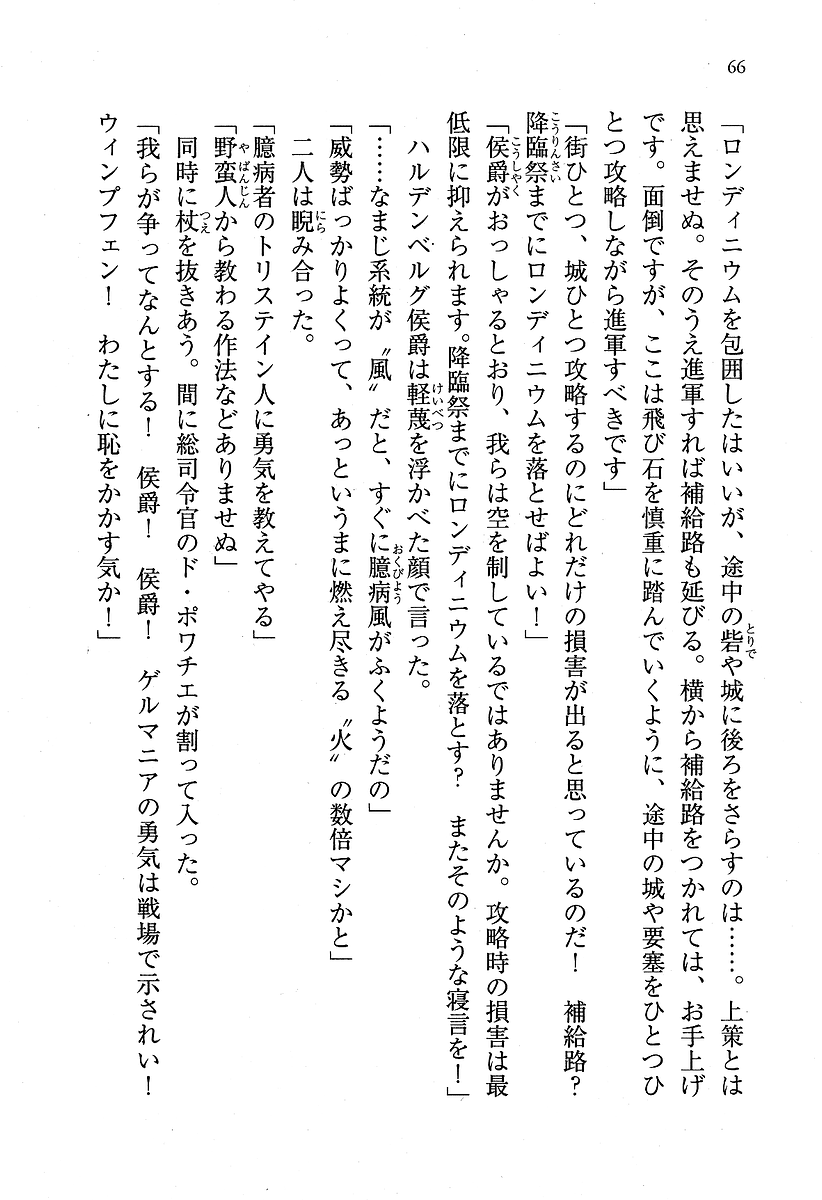 66
「ロンディニウムを包囲したはいいが、途中の砦や城に後ろをさらすのは……。上策とは
思えませぬ。そのうえ進軍すれば補給路も延びる。横から補給路をつかれては、お手上げ
です。面倒ですが、ここは飛び石を慎重に踏んでいくように、途中の城や要塞をひとつひ
とつ攻略しながら進軍すべきです」
「街ひとつ、城ひとつ攻略するのにどれだけの損害が出ると思っているのだ！　補給路？
降臨祭までにロンディニウムを落とせばよい！」
「侯爵がおっしゃるとおり、我らは空を制しているではありませんか。攻略時の損害は最
低限に抑えられます。降臨祭までにロンディニウムを落とす？　またそのような寝言を！」
ハルデンベルグ侯爵は軽蔑を浮かべた顔で言った。
「……なまじ系統が〝風〟だと、すぐに臆病風がふくようだの」
「威勢ばっかりよくって、あっというまに燃え尽きる〝火〟の数倍マシかと」
二人は睨み合った。
「臆病者のトリステイン人に勇気を教えてやる」
「野蛮人から教わる作法などありませぬ」
同時に杖を抜きあう。間に総司令官のド・ポワチエが割って入った。
「我らが争ってなんとする！　侯爵！　侯爵！　ゲルマニアの勇気は戦場で示されい！
ウィンプフェン！　わたしに恥をかかす気か！」